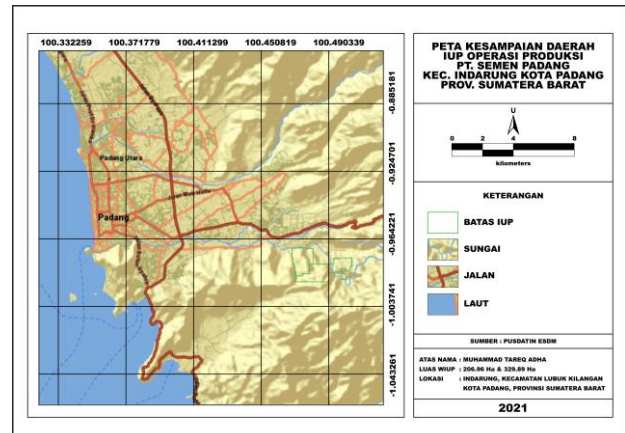 100.332259 100.371779 100.411299 100.450819 100.490339
-0.885181
-0.924701
-0.964221
-1.003741
-1.043261
Padang Utara
Padang
PETA KESAMPAIAN DAERAH
IUP OPERASI PRODUKSI
PT. SEMEN PADANG
KEC. INDARUNG KOTA PADANG
PROV. SUMATERA BARAT
U
0 2 4 8
kilometers
KETERANGAN
BATAS IUP
SUNGAI
JALAN
LAUT
SUMBER : PUSDATIN ESDM
ATAS NAMA : MUHAMMAD TAREQ ADHA
LUAS WIUP : 206.96 Ha & 329.89 Ha
LOKASI : INDARUNG, KECAMATAN LUBUK KILANGAN
KOTA PADANG, PROVINSI SUMATERA BARAT
2021